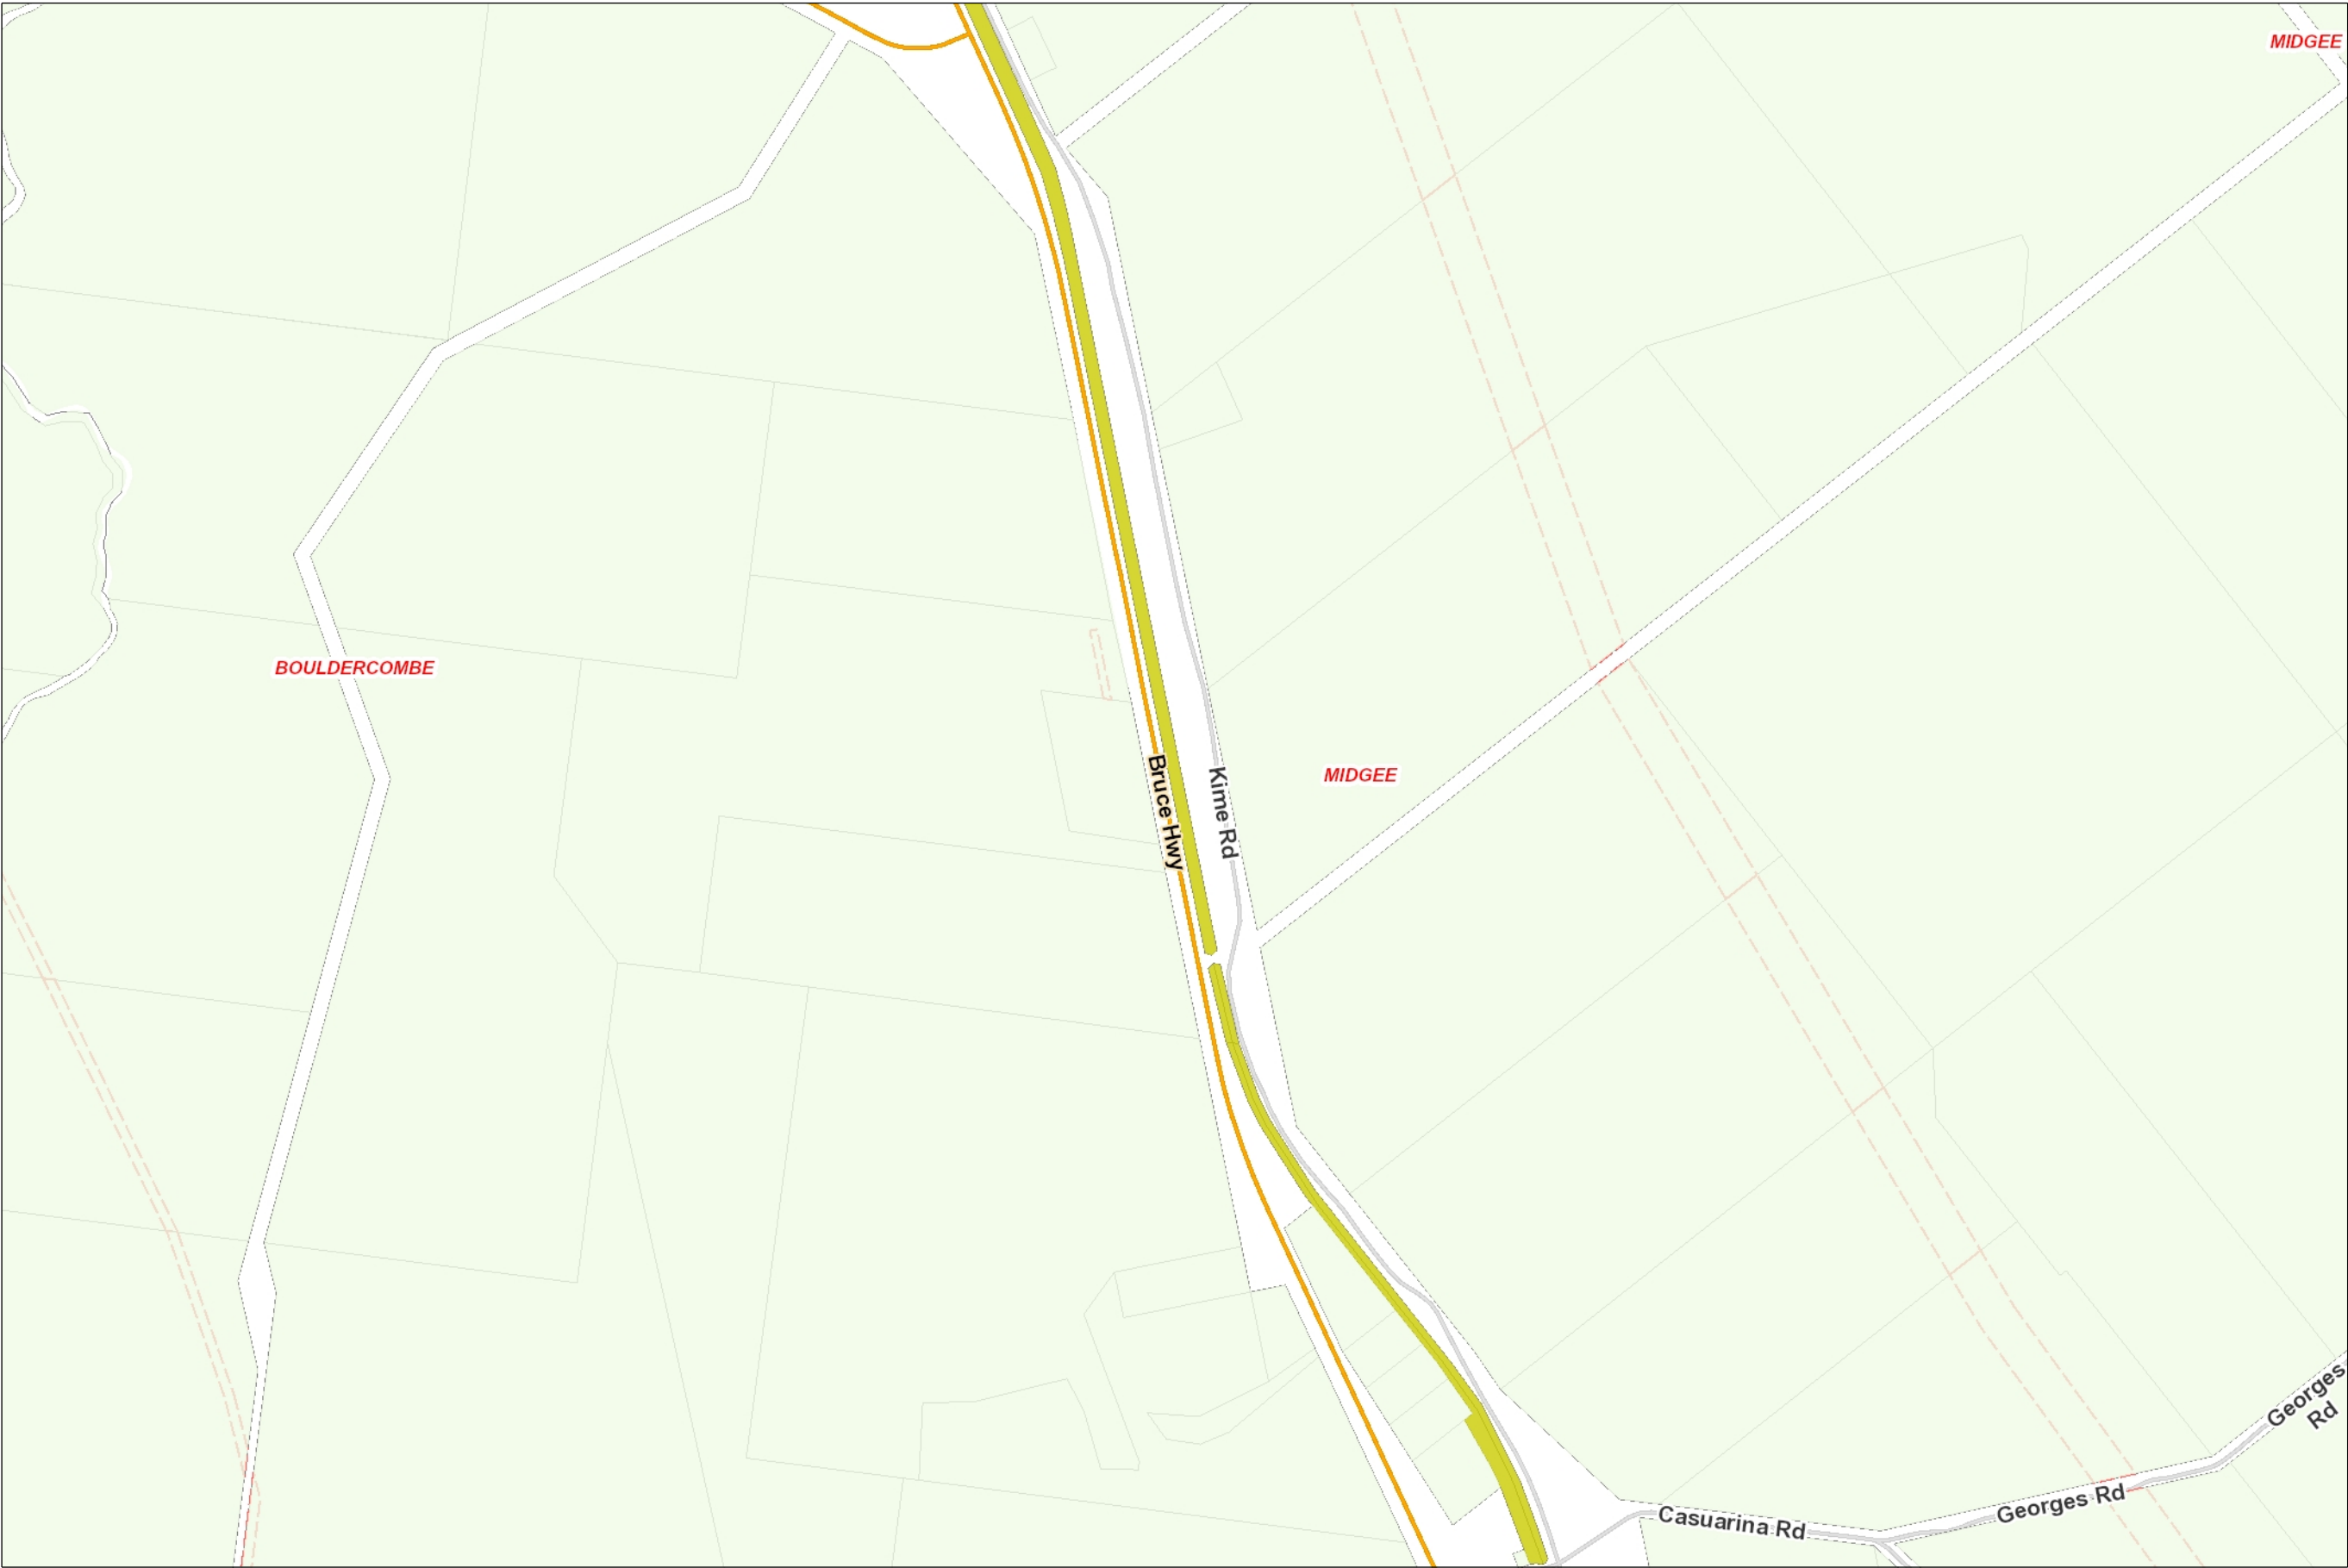 MIDGEE
BOULDERCOMBE
Bruce Hwy
Kime Rd
MIDGEE
Georges
Rd
Georges Rd
Casuarina Rd